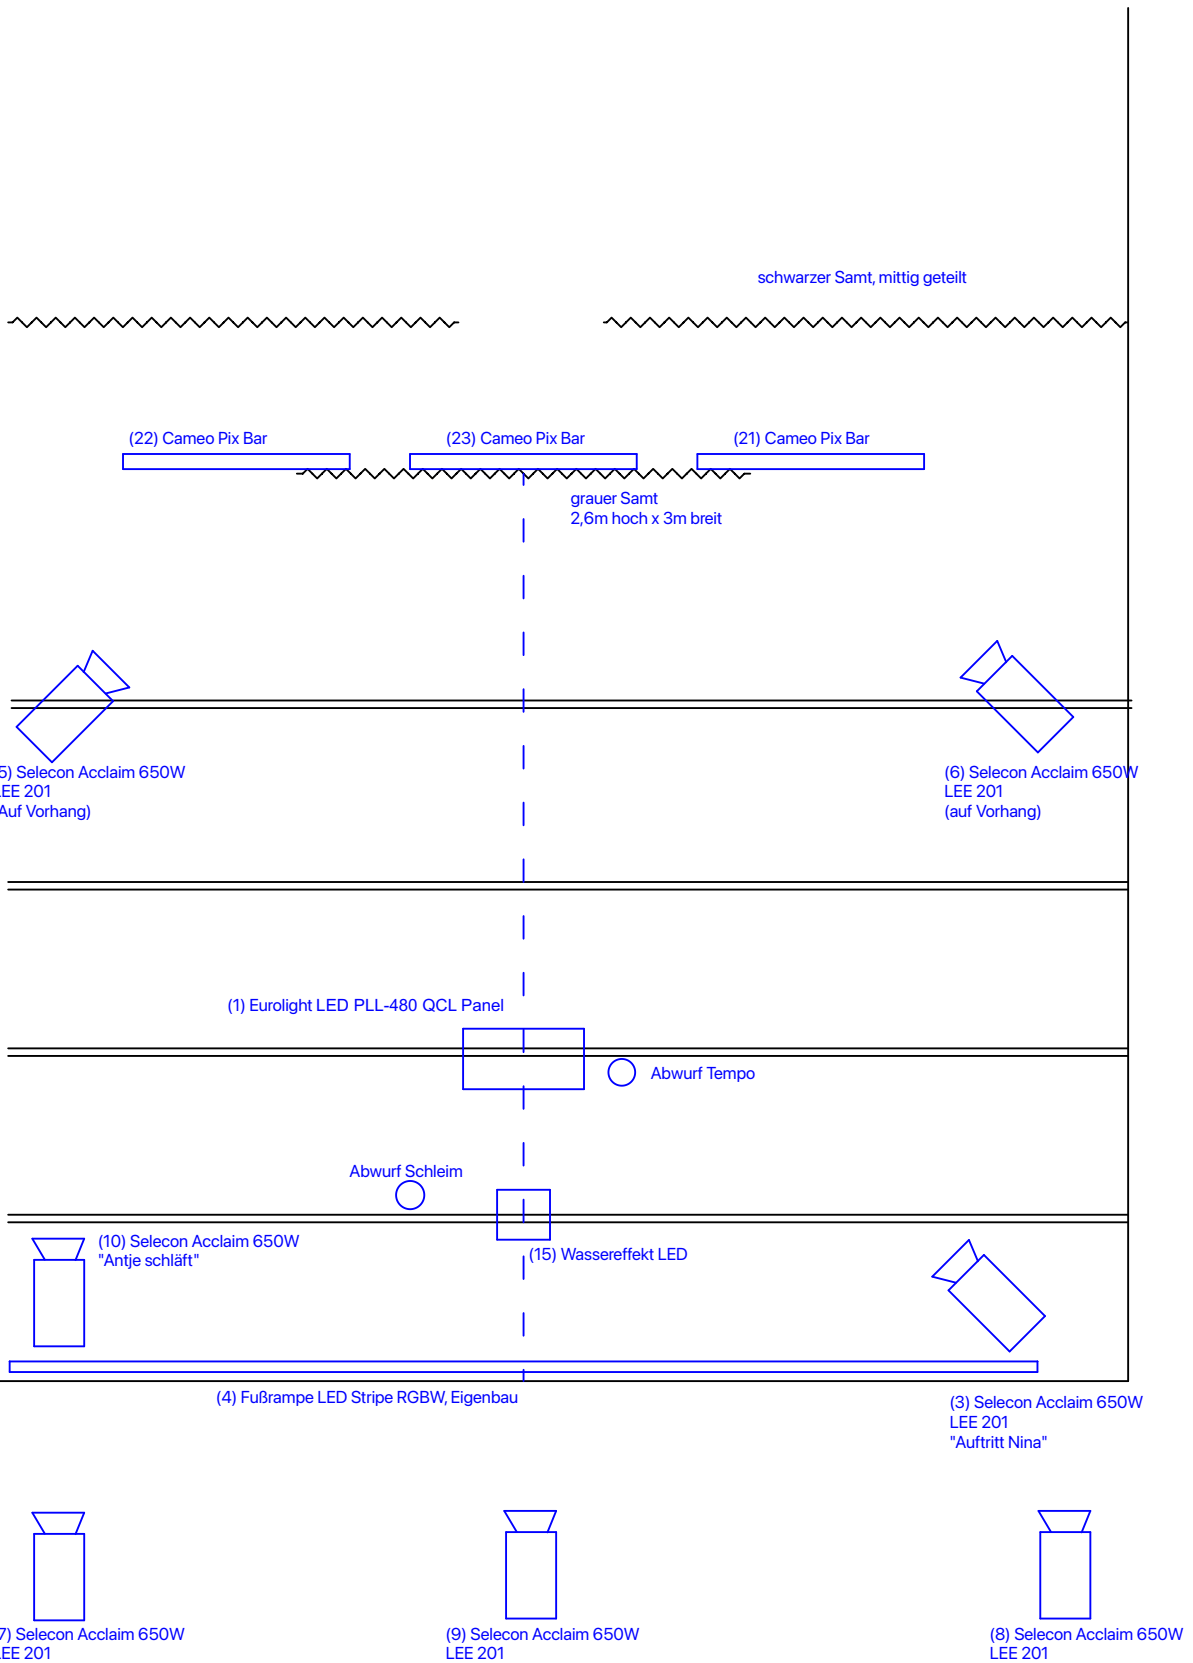 schwarzer Samt, mittig geteilt
(22) Cameo Pix Bar
(23) Cameo Pix Bar
(21) Cameo Pix Bar
grauer Samt
2,6m hoch x 3m breit
5) Selecon Acclaim 650W
EE 201
Auf Vorhang)
(6) Selecon Acclaim 650W
LEE 201
(auf Vorhang)
(1) Eurolight LED PLL-480 QCL Panel
Abwurf Tempo
Abwurf Schleim
(10) Selecon Acclaim 650W
"Antje schläft"
(15) Wassereffekt LED
(4) Fußrampe LED Stripe RGBW, Eigenbau
(3) Selecon Acclaim 650W
LEE 201
"Auftritt Nina"
7) Selecon Acclaim 650W
EE 201
(9) Selecon Acclaim 650W
LEE 201
(8) Selecon Acclaim 650W
LEE 201